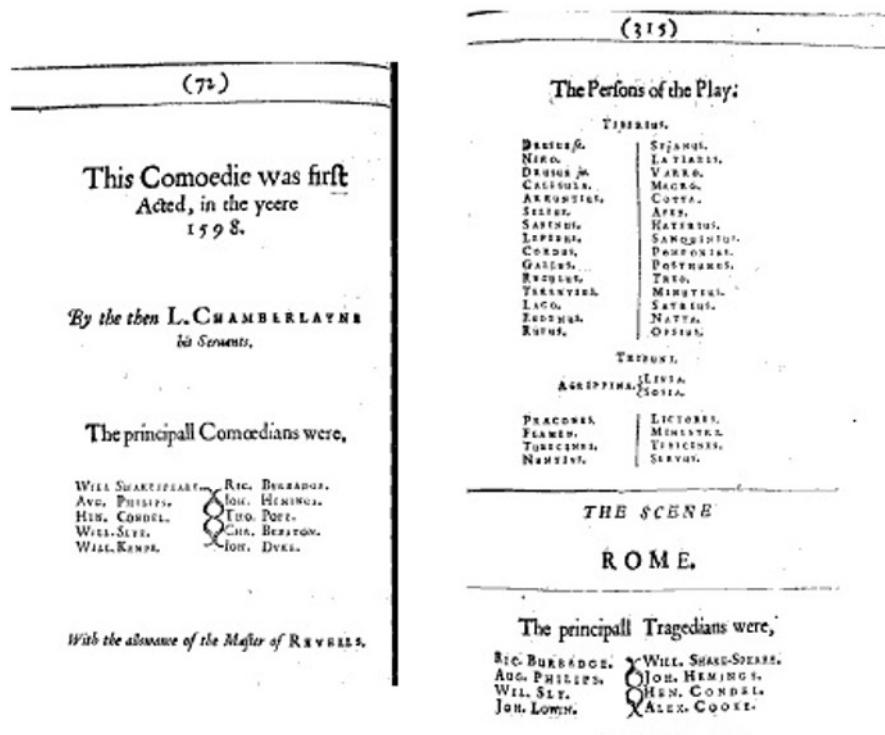 (72)
This Comoedie was firſt
Acted, in the yeere
1598.
By the then L. CHAMBERLAYNE
his Seruants.
The principall Comœdians were,
WILL SHAKESPEARE. RIC. BURBADGE.
AUG. PHILIPS. IOH. HEMINGS.
HEN. CONDEL. THO. POPE.
WILL. SLYE. CHR. BEESTON.
WILL. KEMPE. IOH. DUKE.
With the allowance of the Maſter of REVELLS.
(315)
The Perſons of the Play.
TIBERIUS.
DRUSUS ſe. SEIANUS.
NERO. LATIARIS.
DRUSUS iu. VARRO.
CALIGULA. MACRO.
ARRUNTIUS. COTTA.
SILIUS. AFER.
SABINUS. HATERIUS.
LEPIDUS. SANQUINIUS.
CORDUS. POMPONIUS.
GALLUS. POSTHUMUS.
REGULUS. TRIO.
TERENTIUS. MINUTIUS.
LACO. SATRIUS.
EUDEMUS. NATTA.
RUFUS. OPSIUS.
TRIBUNI.
AGRIPPINA. LIVIA.
SOSIA.
PRAECONES. LICTORES.
FLAMEN. MINISTRI.
TUBICINES. TIBICINES.
NUNTIUS. SERVUS.
THE SCENE
ROME.
The principall Tragedians were,
RIC. BURBADGE. WILL. SHAKE-SPEARE.
AUG. PHILIPS. IOH. HEMINGS.
WIL. SLY. HEN. CONDEL.
IOH. LOWIN. ALEX. COOKE.